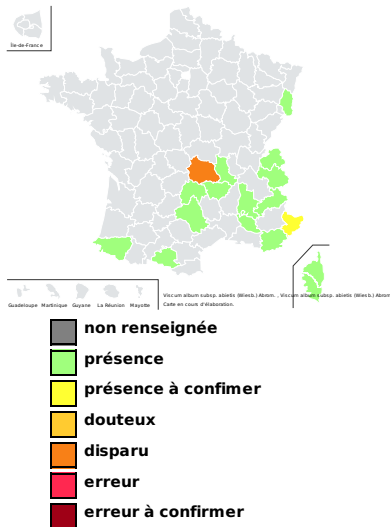 Île-de-France
Guadeloupe Martinique Guyane La Réunion Mayotte
Viscum album subsp. abietis (Wiesb.) Abrom. , Viscum album subsp. abietis (Wiesb.) Abrom
Carte en cours d'élaboration.
non renseignée
présence
présence à confimer
douteux
disparu
erreur
erreur à confirmer